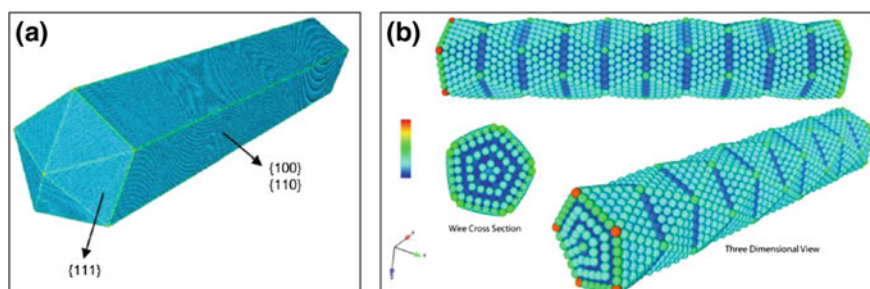 (a)
{100}
{110}
{111}
(b)
Wire Cross Section
Three Dimensional View